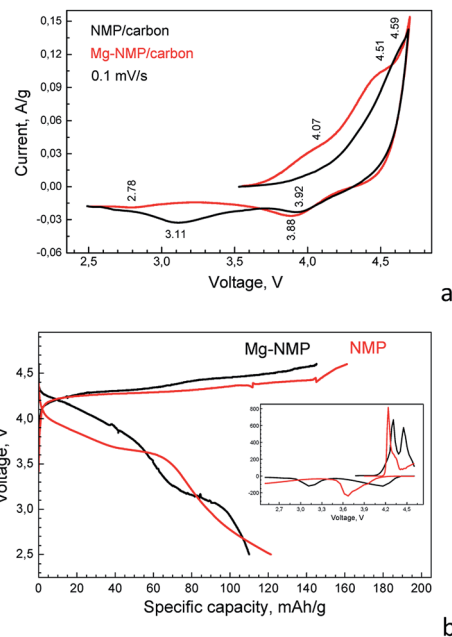 0,15
0,12
0,09
0,06
0,03
0,00
-0,03
-0,06
Current, A/g
NMP/carbon
Mg-NMP/carbon
0.1 mV/s
4.59
4.51
4.07
2.78
3.11
3.92
3.88
2,5 3,0 3,5 4,0 4,5
Voltage, V
a
Mg-NMP NMP
4,5
4,0
3,5
3,0
2,5
Voltage, V
800
600
400
200
0
-200
2,7 3,0 3,3 3,6 3,9 4,2 4,5
Voltage, V
0 20 40 60 80 100 120 140 160 180 200
Specific capacity, mAh/g
b